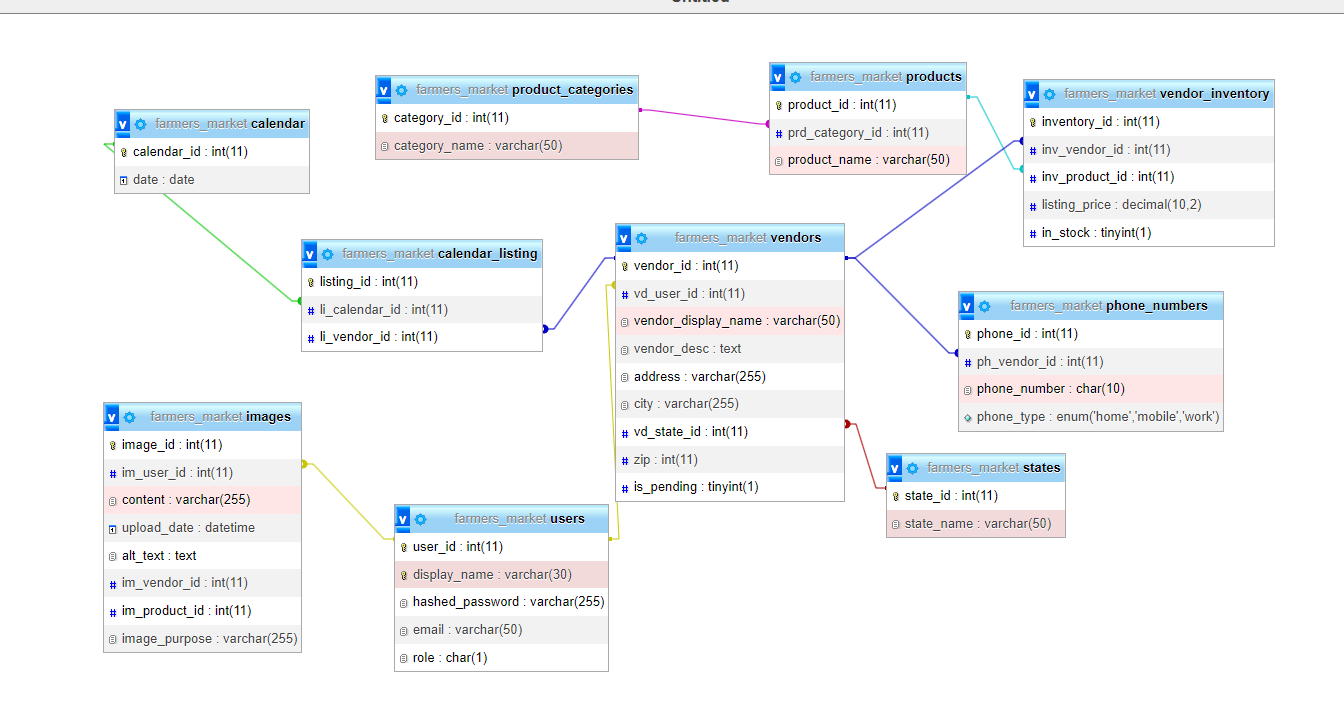 Untitled
v farmers_market calendar
calendar_id : int(11)
# date : date
v farmers_market product_categories
category_id : int(11)
category_name : varchar(50)
v farmers_market products
product_id : int(11)
# prd_category_id : int(11)
product_name : varchar(50)
v farmers_market vendor_inventory
inventory_id : int(11)
# inv_vendor_id : int(11)
# inv_product_id : int(11)
# listing_price : decimal(10,2)
# in_stock : tinyint(1)
v farmers_market calendar_listing
listing_id : int(11)
# li_calendar_id : int(11)
# li_vendor_id : int(11)
v farmers_market vendors
vendor_id : int(11)
# vd_user_id : int(11)
vendor_display_name : varchar(50)
vendor_desc : text
address : varchar(255)
city : varchar(255)
# vd_state_id : int(11)
# zip : int(11)
# is_pending : tinyint(1)
v farmers_market phone_numbers
phone_id : int(11)
# ph_vendor_id : int(11)
phone_number : char(10)
phone_type : enum('home','mobile','work')
v farmers_market images
image_id : int(11)
# im_user_id : int(11)
content : varchar(255)
upload_date : datetime
alt_text : text
# im_vendor_id : int(11)
# im_product_id : int(11)
image_purpose : varchar(255)
v farmers_market users
user_id : int(11)
display_name : varchar(30)
hashed_password : varchar(255)
email : varchar(50)
role : char(1)
v farmers_market states
state_id : int(11)
state_name : varchar(50)